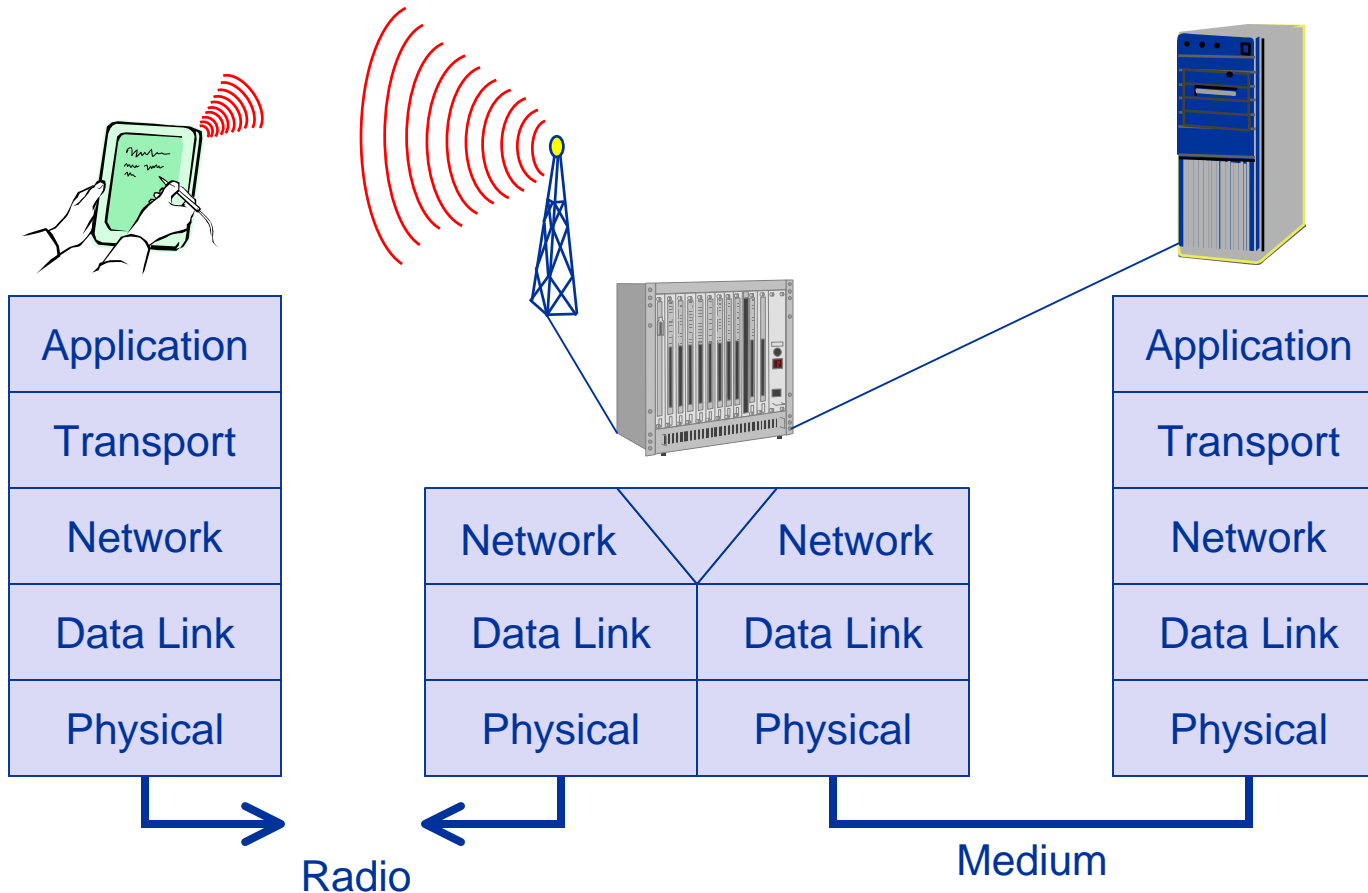 Application
Transport
Network
Data Link
Physical
Network
Data Link
Physical
Network
Data Link
Physical
Application
Transport
Network
Data Link
Physical
Radio
Medium